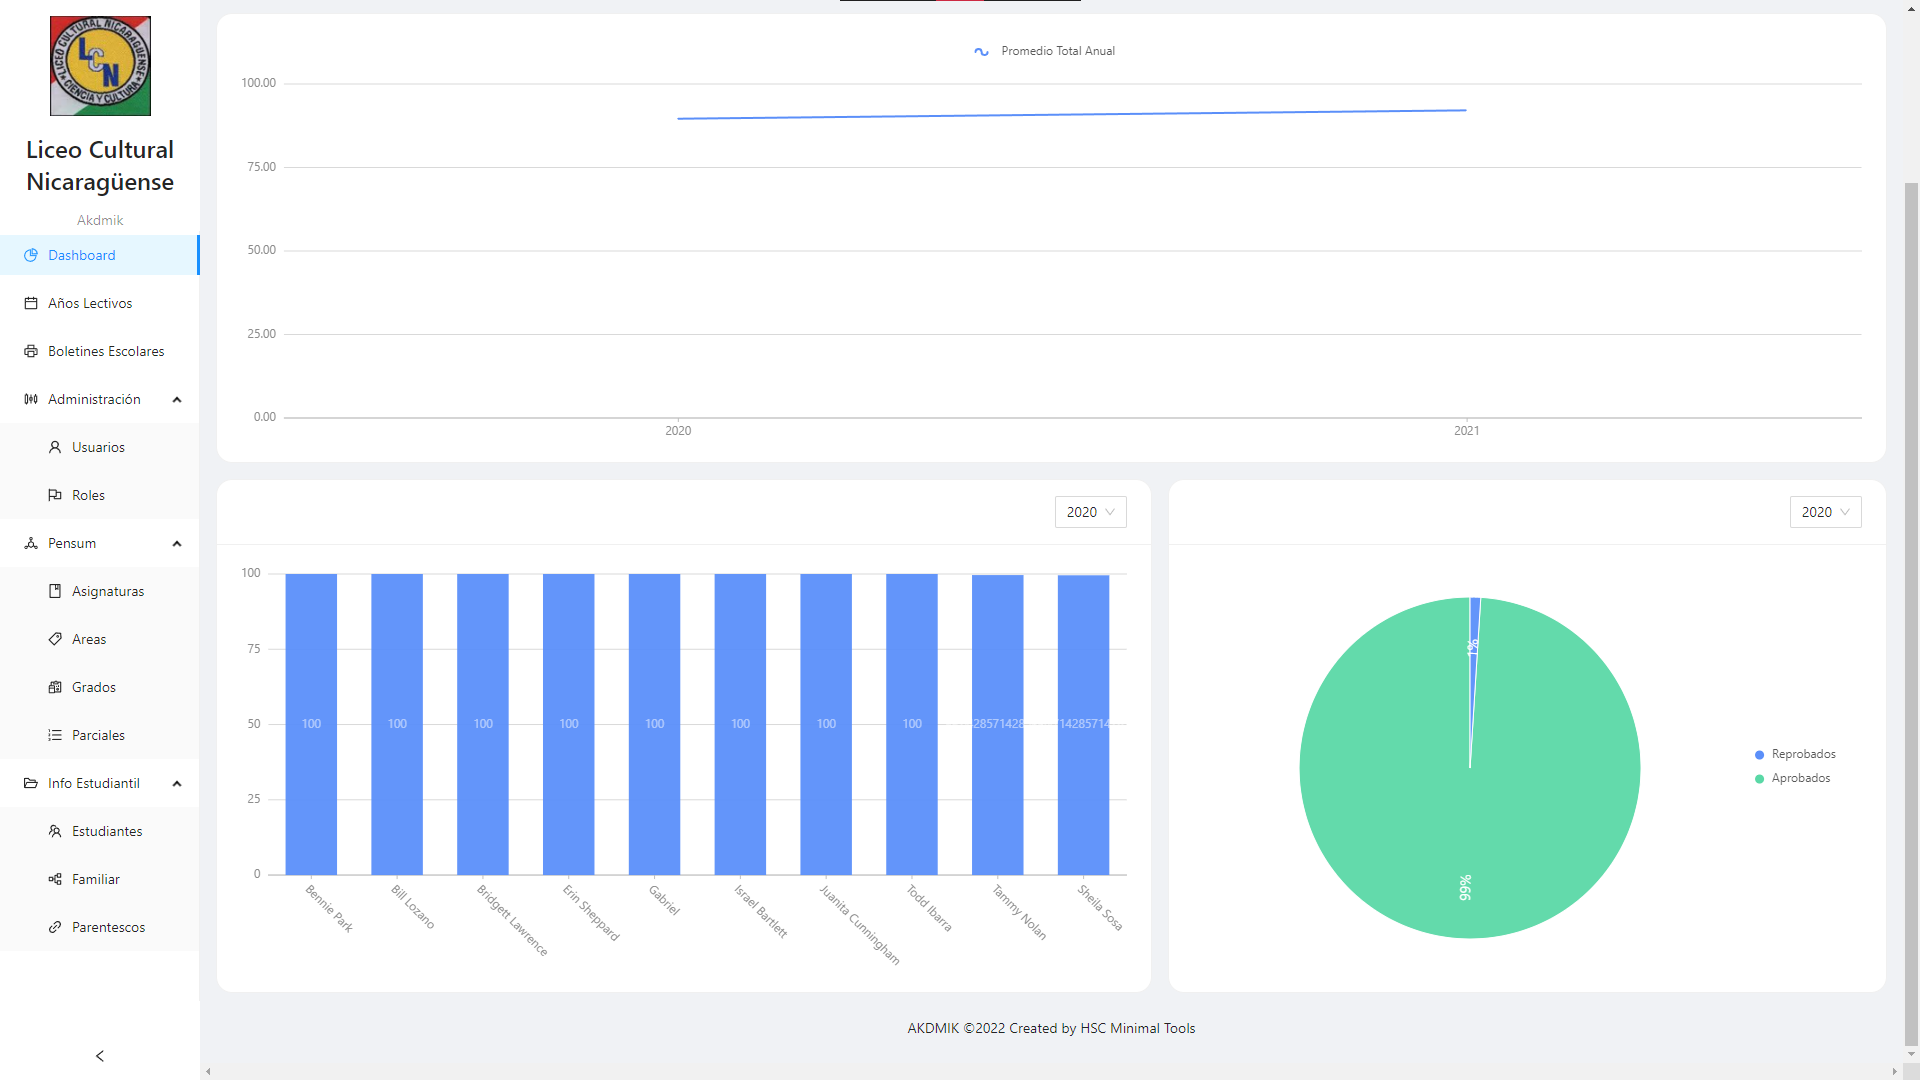 LICEO CULTURAL NICARAGUENSE
LCN
CIENCIA Y CULTURA
Liceo Cultural
Nicaragüense
Akdmik
Dashboard
Años Lectivos
Boletines Escolares
Administración
Usuarios
Roles
Pensum
Asignaturas
Areas
Grados
Parciales
Info Estudiantil
Estudiantes
Familiar
Parentescos
Promedio Total Anual
100.00
75.00
50.00
25.00
0.00
2020
2021
2020
100
75
50
25
0
100
100
100
100
100
100
100
100
28571428
71428571
Bennie Park
Bill Lozano
Bridgett Lawrence
Erin Sheppard
Gabriel
Israel Bartlett
Juanita Cunningham
Todd Ibarra
Tammy Nolan
Sheila Sosa
2020
1%
99%
Reprobados
Aprobados
AKDMIK ©2022 Created by HSC Minimal Tools